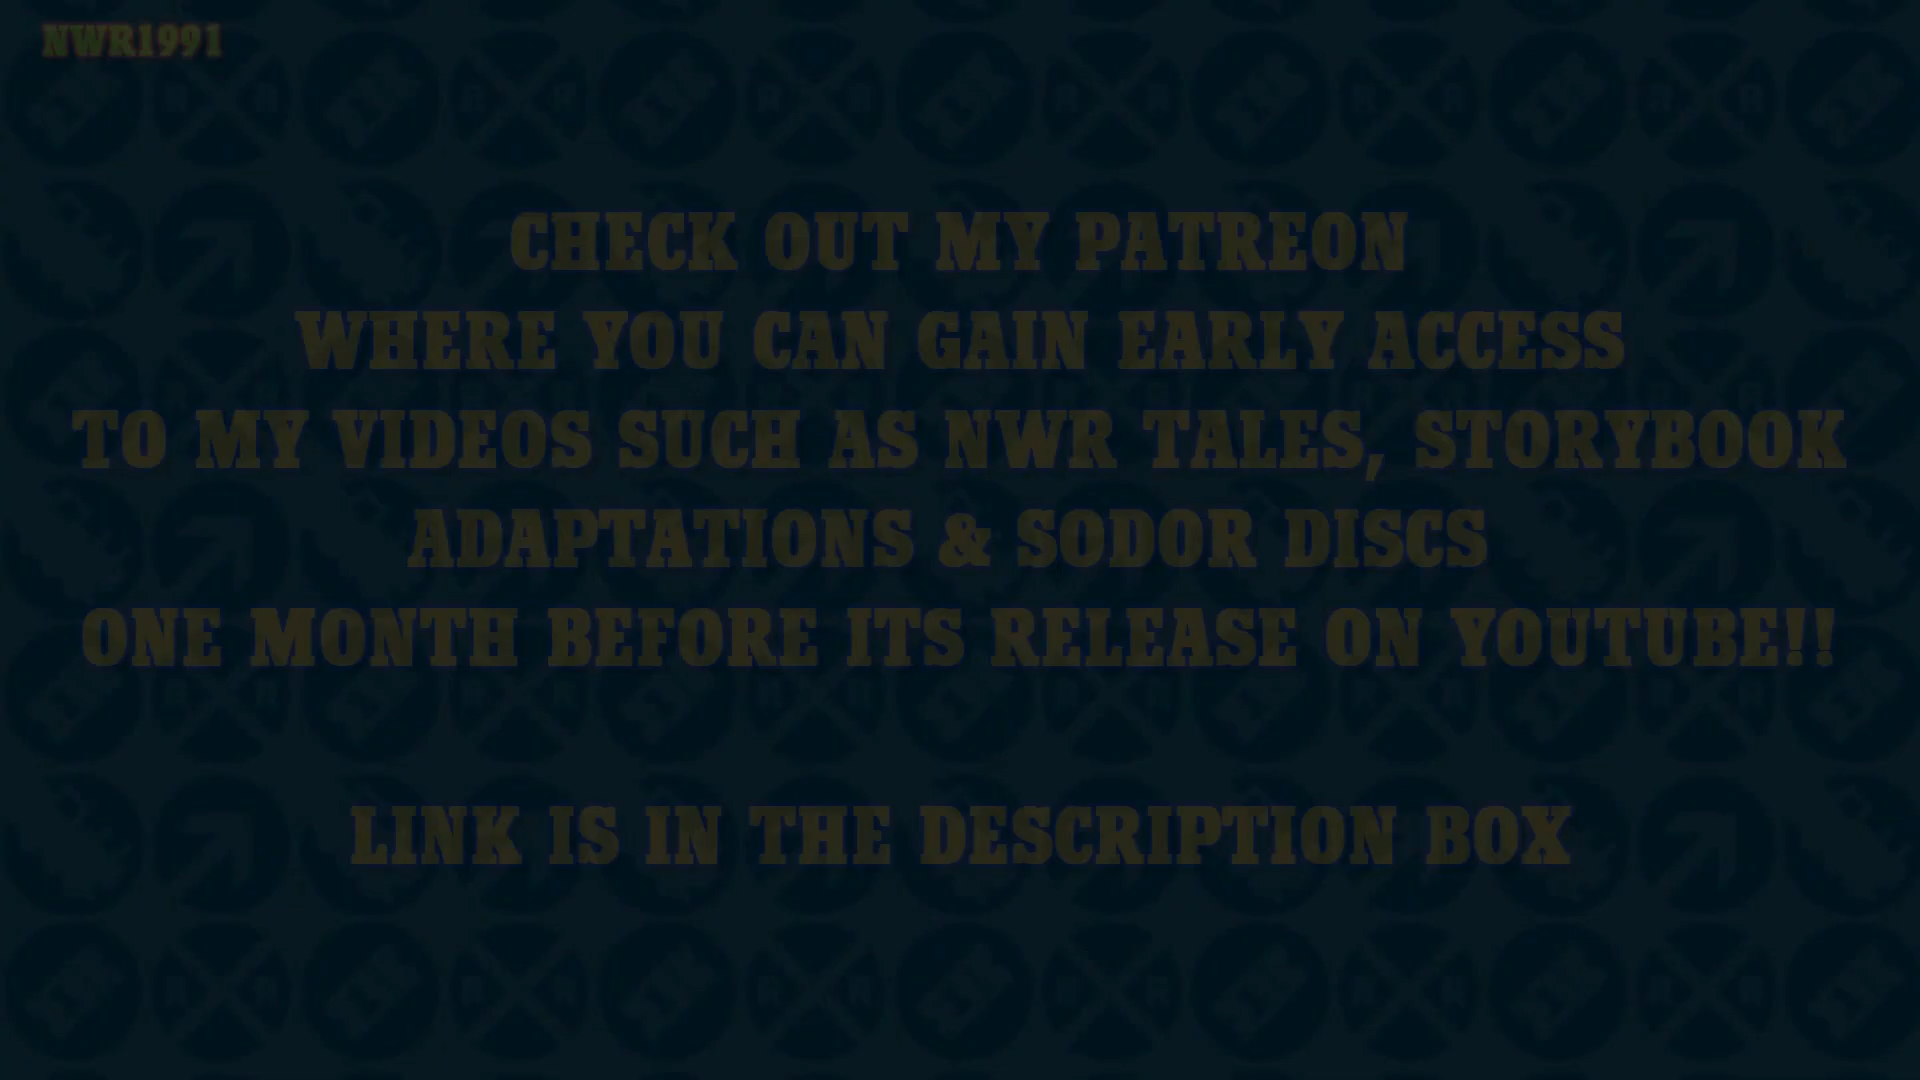 NWR1991
CHECK OUT MY PATREON
WHERE YOU CAN GAIN EARLY ACCESS
TO MY VIDEOS SUCH AS NWR TALES, STORYBOOK
ADAPTATIONS & SODOR DISCS
ONE MONTH BEFORE ITS RELEASE ON YOUTUBE!!
LINK IS IN THE DESCRIPTION BOX